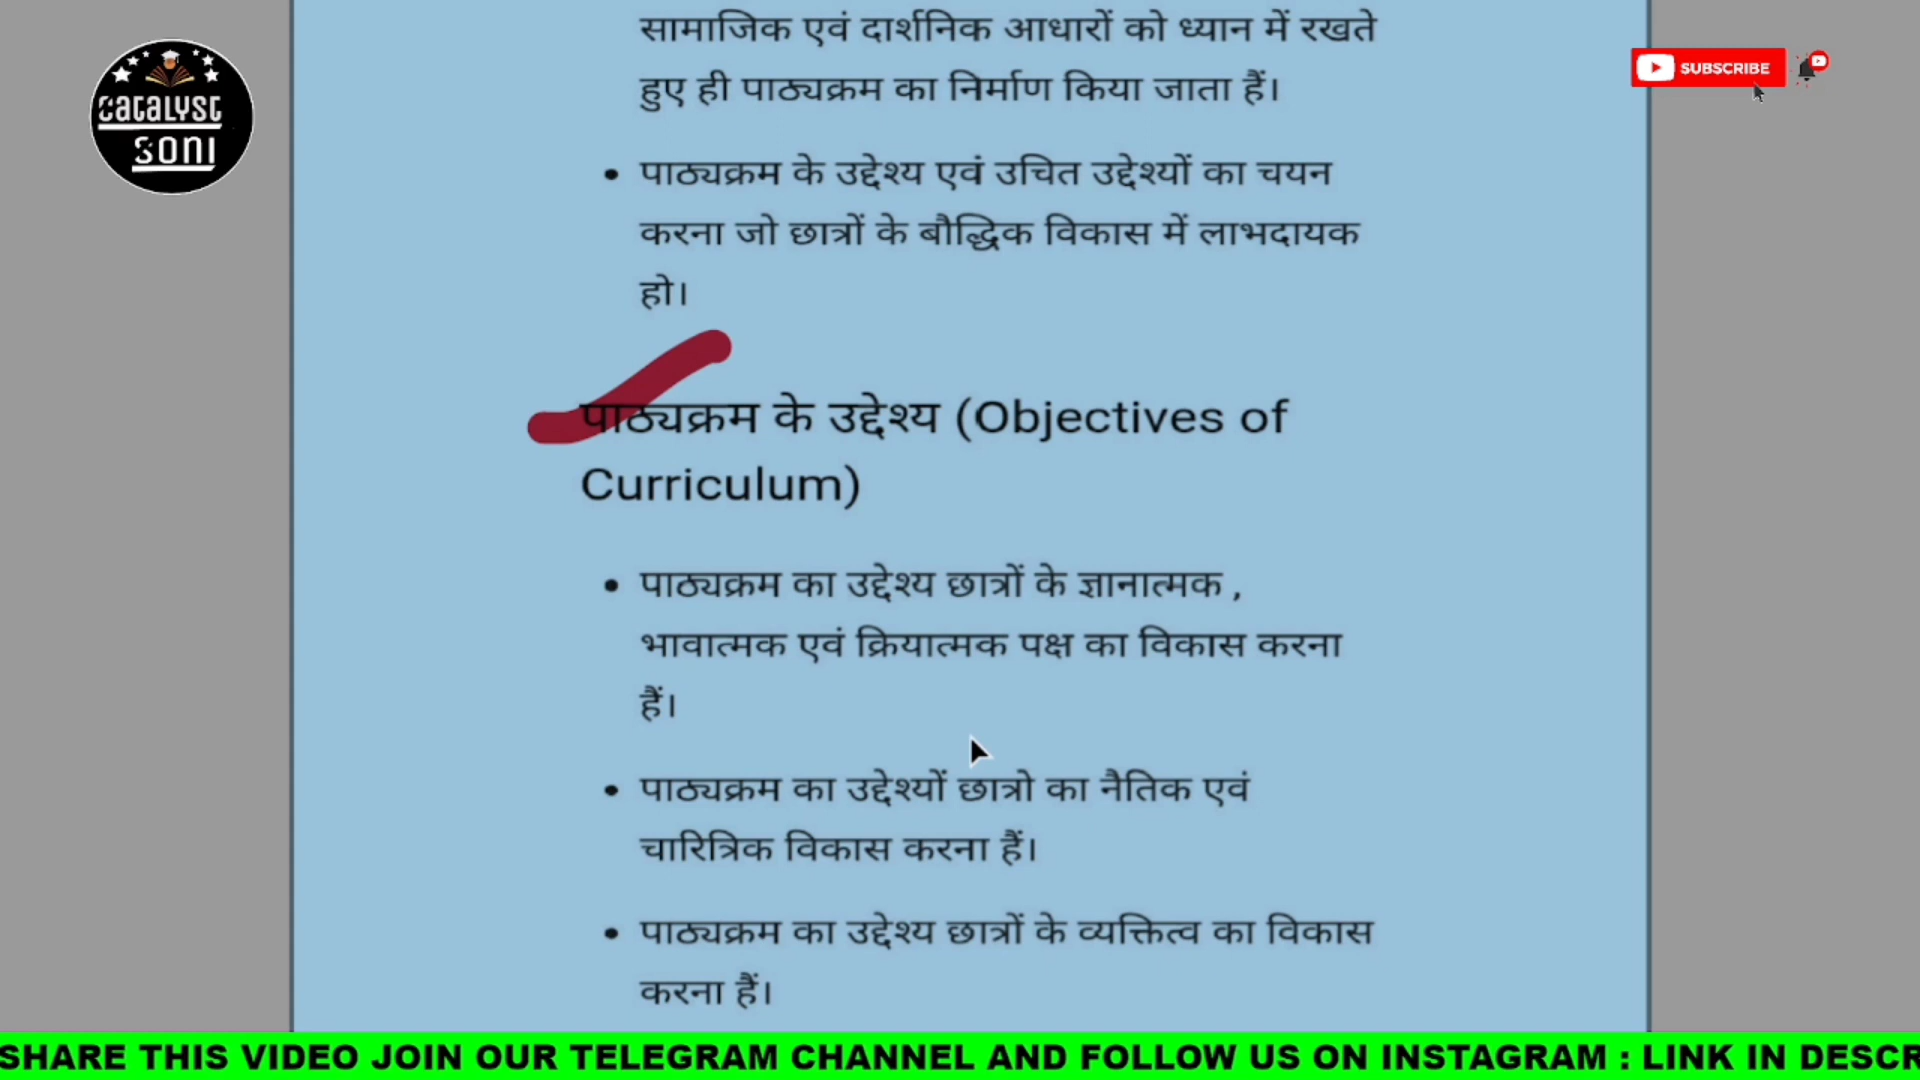 सामाजिक एवं दार्शनिक आधारों को ध्यान में रखते
हुए ही पाठ्यक्रम का निर्माण किया जाता हैं।
• पाठ्यक्रम के उद्देश्य एवं उचित उद्देश्यों का चयन
करना जो छात्रों के बौद्धिक विकास में लाभदायक
हो।
पाठ्यक्रम के उद्देश्य (Objectives of
Curriculum)
• पाठ्यक्रम का उद्देश्य छात्रों के ज्ञानात्मक ,
भावात्मक एवं क्रियात्मक पक्ष का विकास करना
हैं।
• पाठ्यक्रम का उद्देश्यों छात्रो का नैतिक एवं
चारित्रिक विकास करना हैं।
• पाठ्यक्रम का उद्देश्य छात्रों के व्यक्तित्व का विकास
करना हैं।
CATALYST
SONI
SUBSCRIBE
SHARE THIS VIDEO JOIN OUR TELEGRAM CHANNEL AND FOLLOW US ON INSTAGRAM : LINK IN DESCR